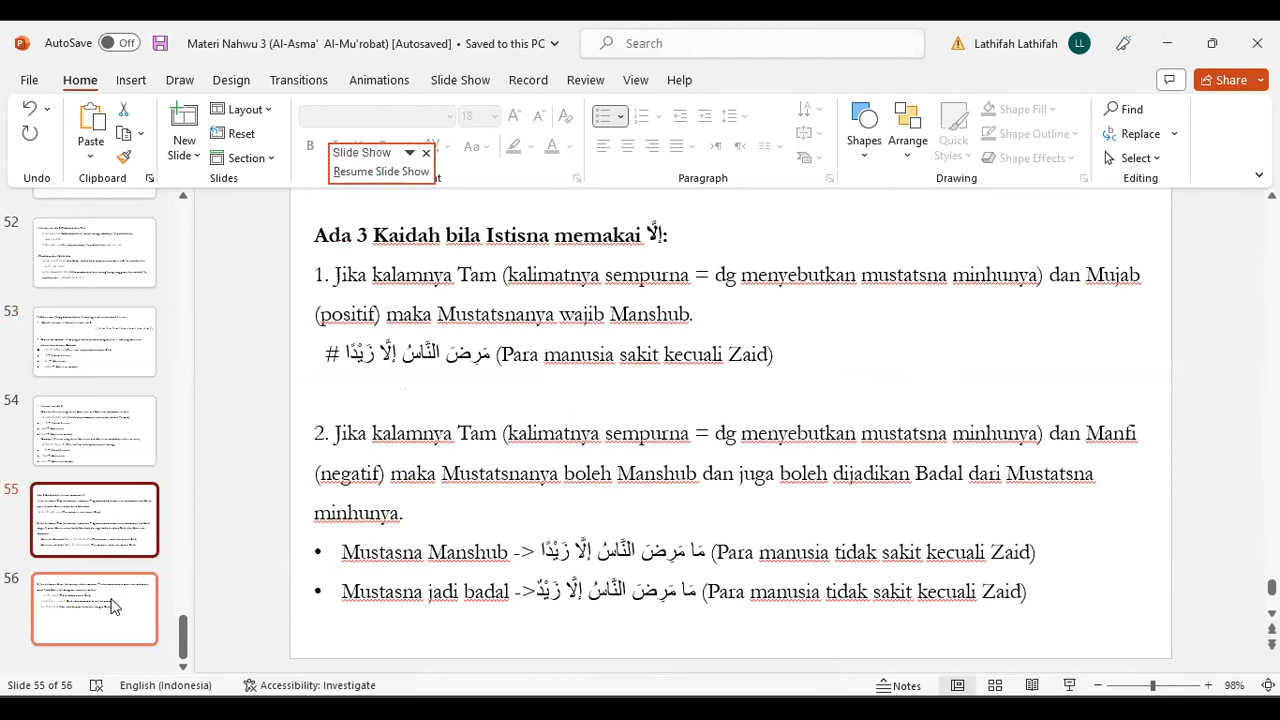 AutoSave Off Materi Nahwu 3 (Al-Asma' Al-Mu'robah) [Autosaved] • Saved to this PC Search Lathifah Lathifah LL
File Home Insert Draw Design Transitions Animations Slide Show Record Review View Help Share
Undo
Paste
Clipboard
New Slide
Layout
Reset
Section
Slides
18
B
Aa
Slide Show
Resume Slide Show
Paragraph
Shapes
Arrange
Quick Styles
Shape Fill
Shape Outline
Shape Effects
Drawing
Find
Replace
Select
Editing
52
53
54
55
56
Ada 3 Kaidah bila Istisna memakai إِلَّا:
1. Jika kalamnya Tam (kalimatnya sempurna = dg menyebutkan mustatsna minhunya) dan Mujab
(positif) maka Mustatsnanya wajib Manshub.
# مَرِضَ النَّاسُ إِلَّا زَيْدًا (Para manusia sakit kecuali Zaid)
2. Jika kalamnya Tam (kalimatnya sempurna = dg menyebutkan mustatsna minhunya) dan Manfi
(negatif) maka Mustatsnanya boleh Manshub dan juga boleh dijadikan Badal dari Mustatsna
minhunya.
• Mustasna Manshub -> مَا مَرِضَ النَّاسُ إِلَّا زَيْدًا (Para manusia tidak sakit kecuali Zaid)
• Mustasna jadi badal -> مَا مَرِضَ النَّاسُ إِلَّا زَيْدٌ (Para manusia tidak sakit kecuali Zaid)
Slide 55 of 56 English (Indonesia) Accessibility: Investigate Notes 98%